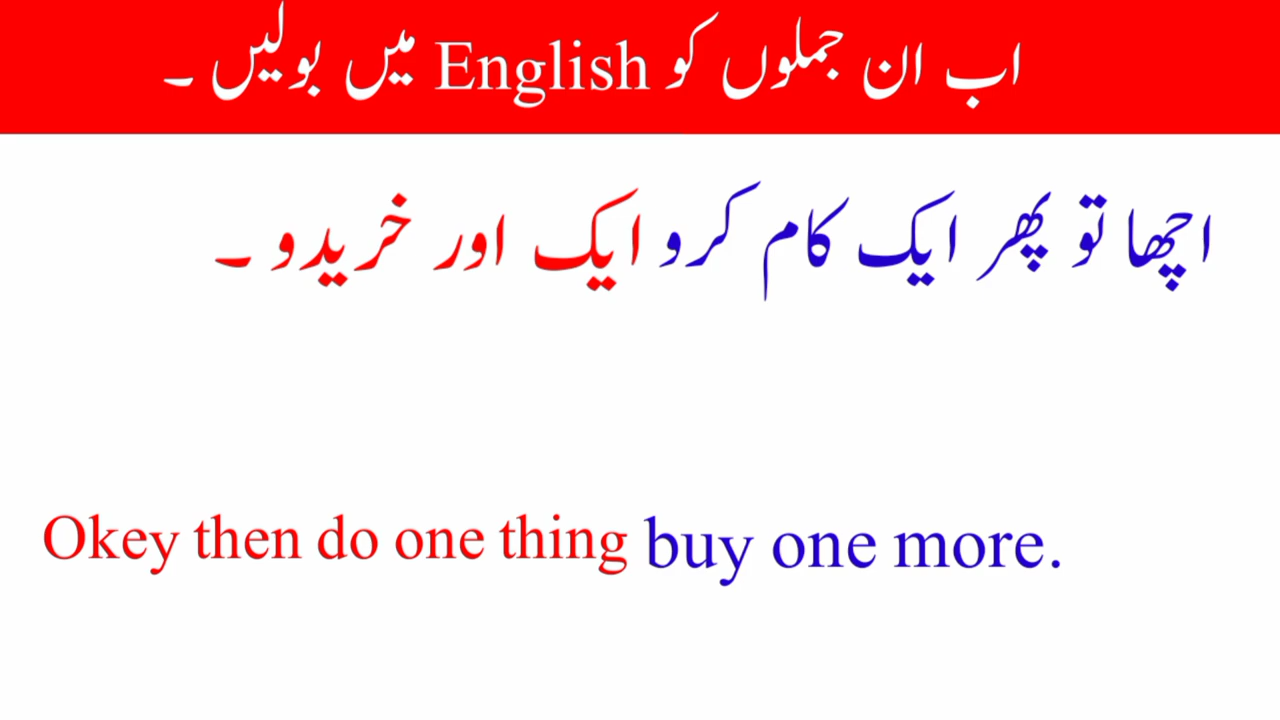 اب ان جملوں کو English میں بولیں ۔
اچھا تو پھر ایک کام کرو ایک اور خریدو ۔
Okey then do one thing buy one more.